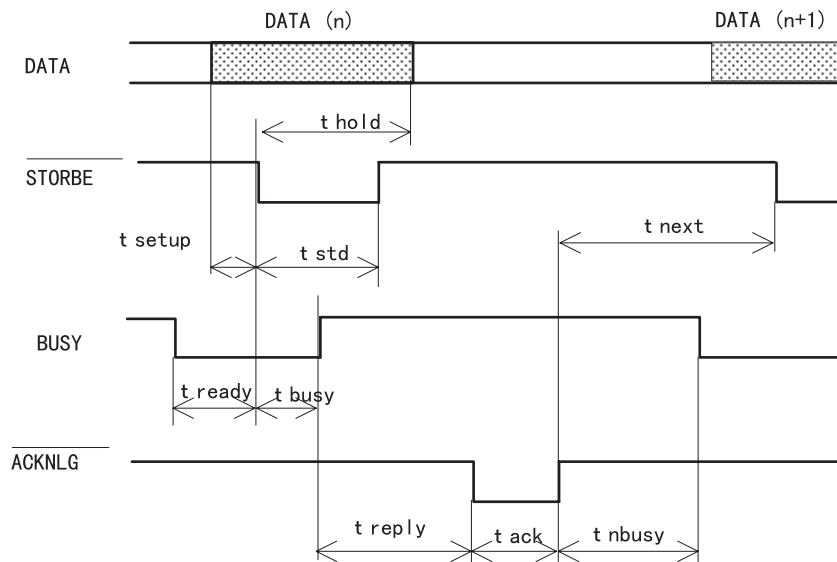 DATA (n)
DATA (n+1)
DATA
t hold
STORBE
t setup
t std
t next
BUSY
t ready
t busy
ACKNLG
t reply
t ack
t nbusy